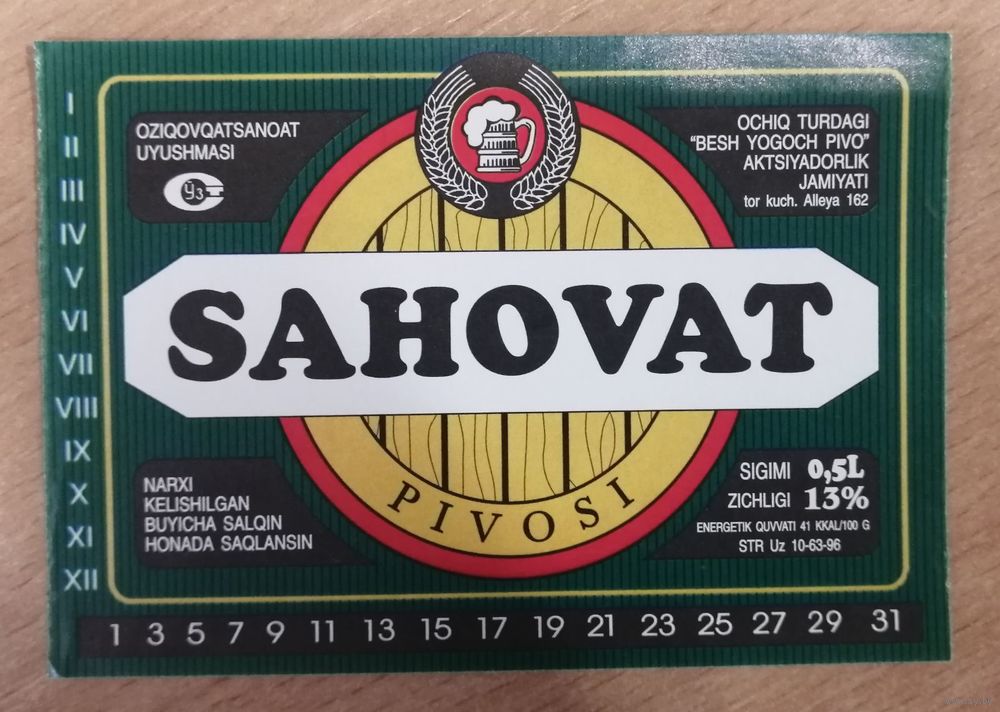 OZIQOVQATSANOAT
UYUSHMASI
Ўз
OCHIQ TURDAGI
“BESH YOGOCH PIVO”
AKTSIYADORLIK
JAMIYATI
tor kuch. Alleya 162
I
II
III
IV
V
VI
VII
VIII
IX
X
XI
XII
SAHOVAT
PIVOSI
NARXI
KELISHILGAN
BUYICHA SALQIN
HONADA SAQLANSIN
SIGIMI 0,5L
ZICHLIGI 13%
ENERGETIK QUVVATI 41 KKAL/100 G
STR Uz 10-63-96
1 3 5 7 9 11 13 15 17 19 21 23 25 27 29 31